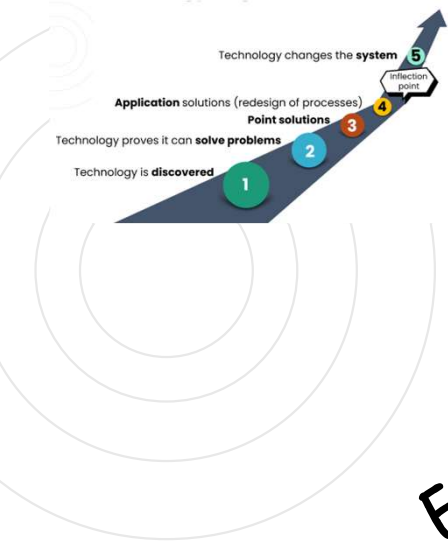 Technology changes the system 5
Inflection
point
Application solutions (redesign of processes) 4
Point solutions 3
Technology proves it can solve problems 2
Technology is discovered 1